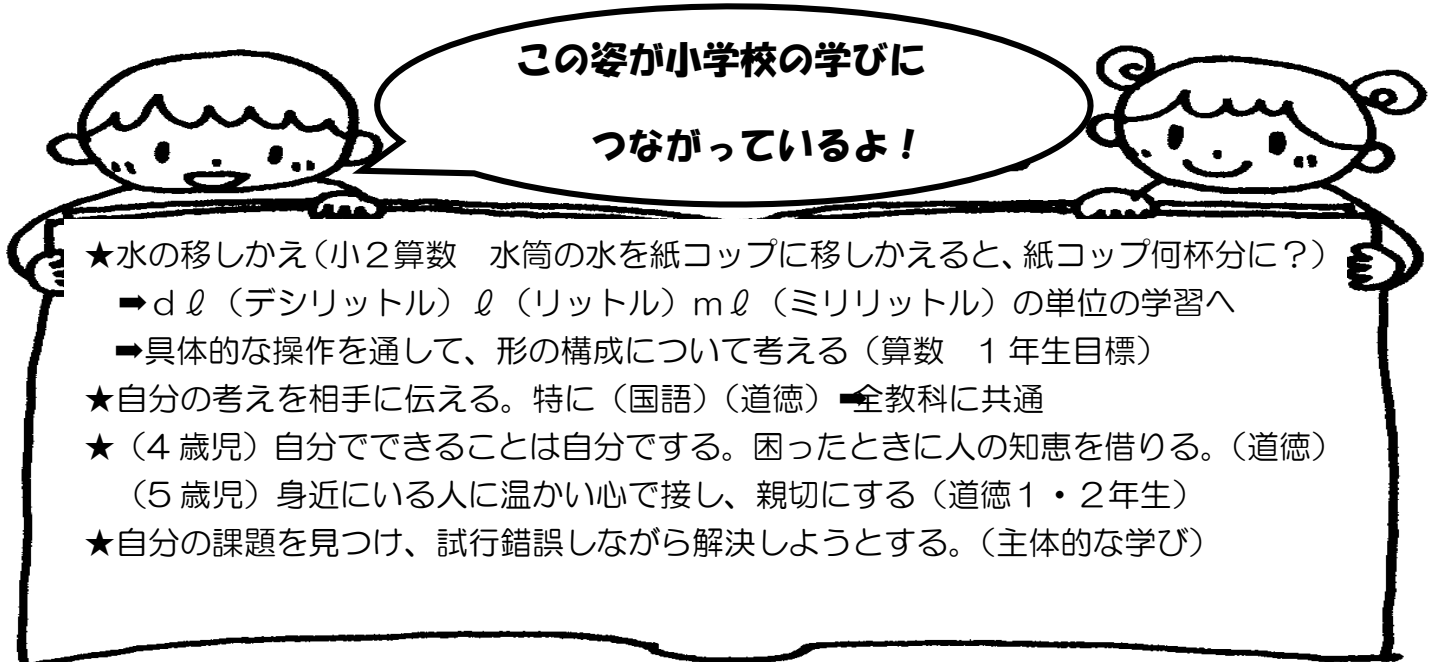 この姿が小学校の学びに
つながっているよ！
★水の移しかえ（小２算数　水筒の水を紙コップに移しかえると、紙コップ何杯分に？）
➡ｄℓ（デシリットル）ℓ（リットル）ｍℓ（ミリリットル）の単位の学習へ
➡具体的な操作を通して、形の構成について考える（算数　1年生目標）
★自分の考えを相手に伝える。特に（国語）（道徳）➡全教科に共通
★（4歳児）自分でできることは自分でする。困ったときに人の知恵を借りる。（道徳）
（5歳児）身近にいる人に温かい心で接し、親切にする（道徳１・２年生）
★自分の課題を見つけ、試行錯誤しながら解決しようとする。（主体的な学び）